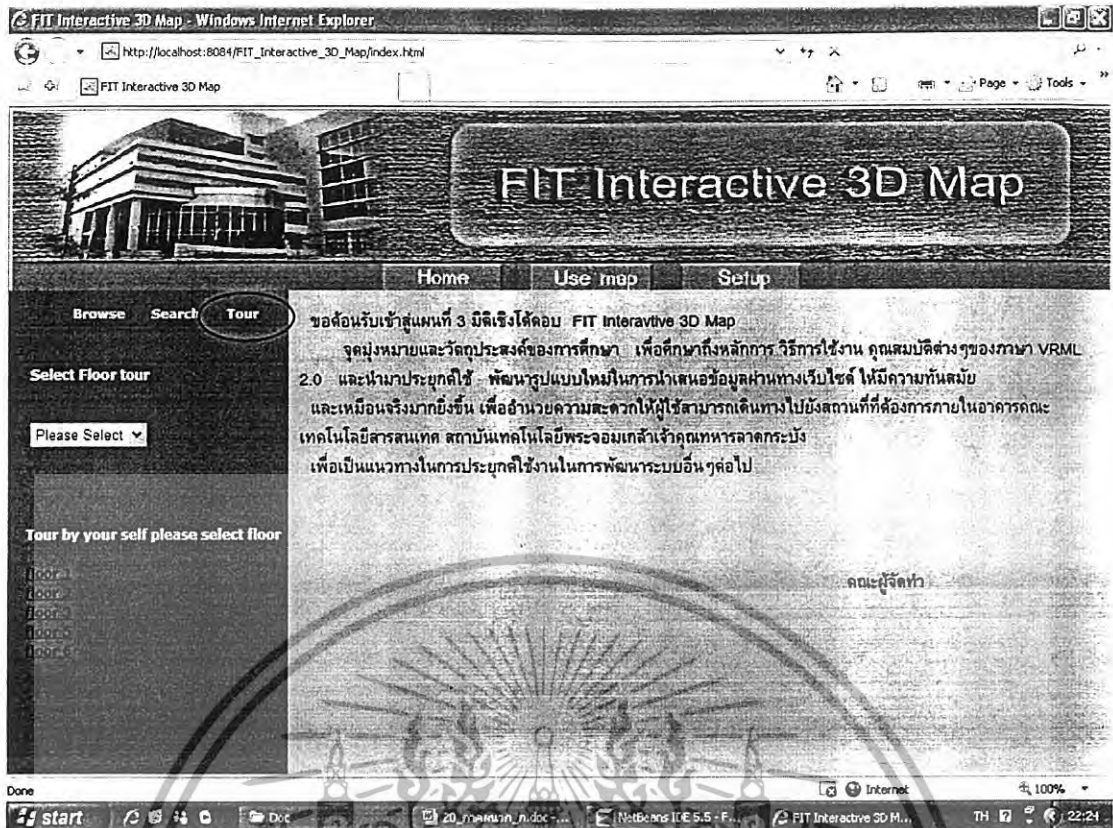 FIT Interactive 3D Map - Windows Internet Explorer
http://localhost:8084/FIT_Interactive_3D_Map/index.html
FIT Interactive 3D Map
Page
Tools
FIT Interactive 3D Map
Home Use map Setup
Browse Search Tour
Select Floor tour
Please Select
Tour by your self please select floor
floor 1
floor 2
floor 3
floor 5
floor 6
ขอต้อนรับเข้าสู่แผนที่ 3 มิติเชิงโต้ตอบ FIT Interavtive 3D Map
จุดมุ่งหมายและวัตถุประสงค์ของการศึกษา เพื่อศึกษาถึงหลักการ วิธีการใช้งาน คุณสมบัติต่างๆของภาษา VRML
2.0 และนำมาประยุกต์ใช้ พัฒนารูปแบบใหม่ในการนำเสนอข้อมูลผ่านทางเว็บไซต์ ให้มีความทันสมัย
และเหมือนจริงมากยิ่งขึ้น เพื่ออำนวยความสะดวกให้ผู้ใช้สามารถเดินทางไปยังสถานที่ที่ต้องการภายในอาคารคณะ
เทคโนโลยีสารสนเทศ สถาบันเทคโนโลยีพระจอมเกล้าเจ้าคุณทหารลาดกระบัง
เพื่อเป็นแนวทางในการประยุกต์ใช้งานในการพัฒนาระบบอื่นๆต่อไป
คณะผู้จัดทำ
Done
Internet
100%
start
Doc
20_ภาคผนวก_ก.doc -...
NetBeans IDE 5.5 - F...
FIT Interactive 3D M...
TH
22:24